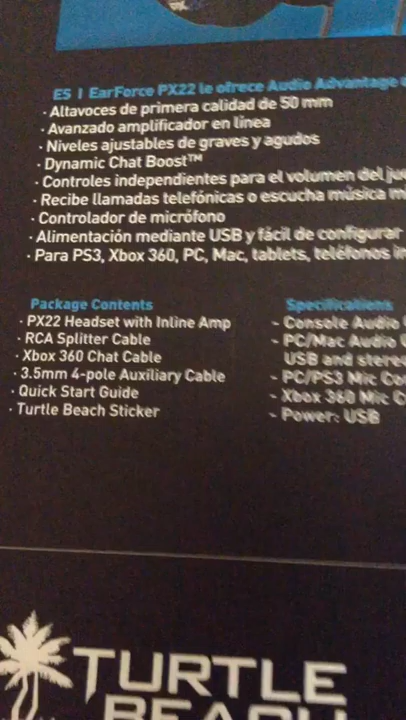 ES | EarForce PX22 le ofrece Audio Advantage
· Altavoces de primera calidad de 50 mm
· Avanzado amplificador en línea
· Niveles ajustables de graves y agudos
· Dynamic Chat Boost™
· Controles independientes para el volumen del
· Recibe llamadas telefónicas o escucha música
· Controlador de micrófono
· Alimentación mediante USB y fácil de configurar
· Para PS3, Xbox 360, PC, Mac, tablets, teléfonos
Package Contents
· PX22 Headset with Inline Amp
· RCA Splitter Cable
· Xbox 360 Chat Cable
· 3.5mm 4-pole Auxiliary Cable
· Quick Start Guide
· Turtle Beach Sticker
Specifications
- Console Audio
- PC/Mac Audio
USB and
- PC/PS3 Mic
- Xbox 360 Mic
- Power: USB
TURTLE
BEACH